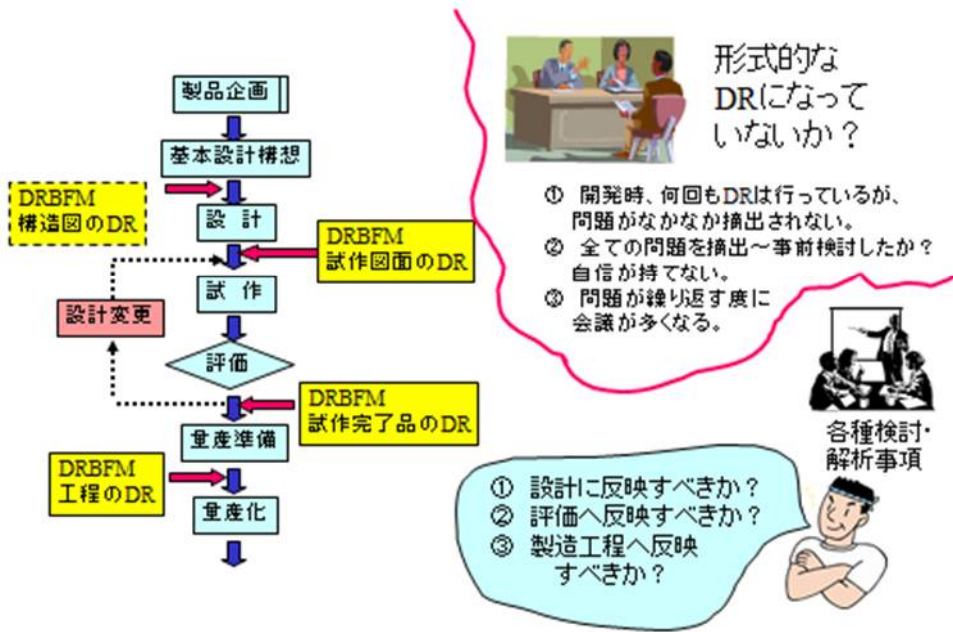 製品企画
基本設計構想
DRBFM
構造図のDR
設 計
DRBFM
試作図面のDR
試 作
設計変更
評価
DRBFM
試作完了品のDR
量産準備
DRBFM
工程のDR
量産化
形式的な
DRになって
いないか？
① 開発時、何回もDRは行っているが、
問題がなかなか摘出されない。
② 全ての問題を摘出～事前検討したか？
自信が持てない。
③ 問題が繰り返す度に
会議が多くなる。
各種検討・
解析事項
① 設計に反映すべきか？
② 評価へ反映すべきか？
③ 製造工程へ反映
すべきか？